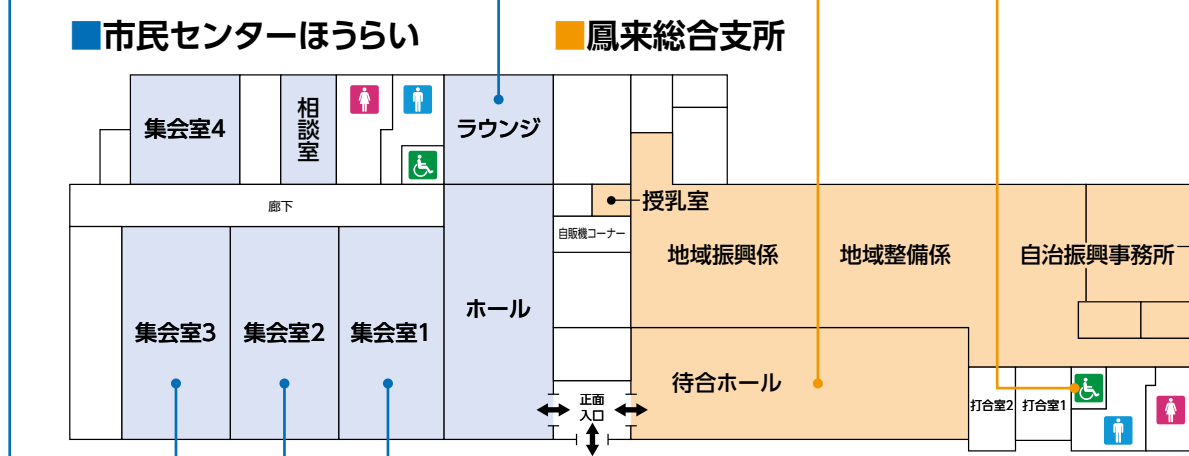 ■市民センターほうらい
■鳳来総合支所
集会室4
相談室
ラウンジ
廊下
授乳室
自販機コーナー
地域振興係
地域整備係
自治振興事務所
集会室3
集会室2
集会室1
ホール
待合ホール
正面
入口
打合室2
打合室1